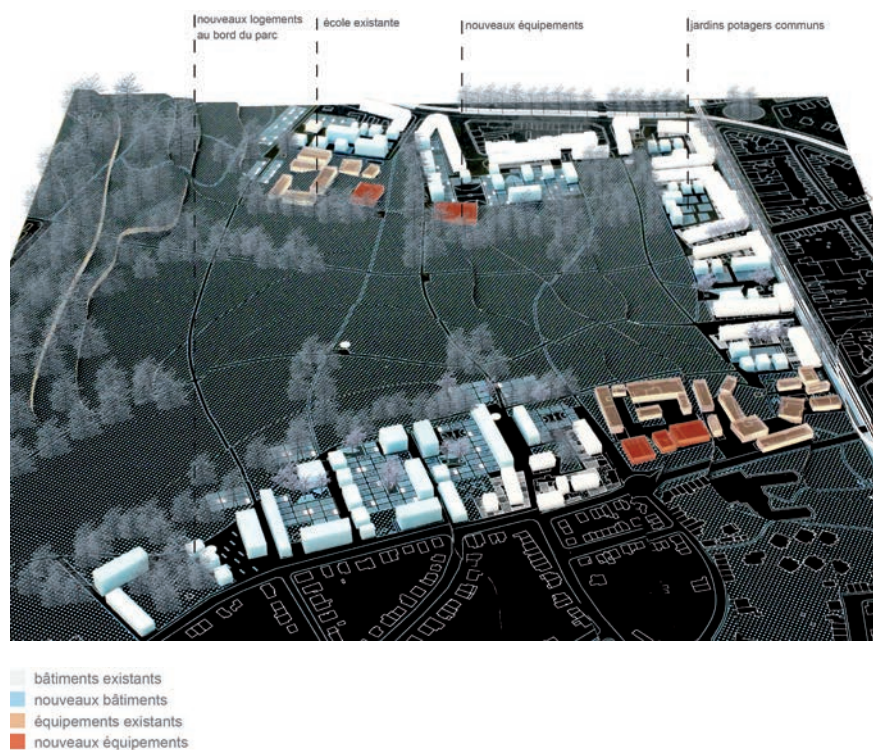 nouveaux logements
au bord du parc
école existante
nouveaux équipements
jardins potagers communs
bâtiments existants
nouveaux bâtiments
équipements existants
nouveaux équipements